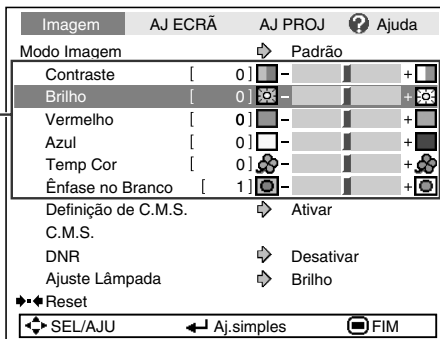 Imagem AJ ECRÃ AJ PROJ ? Ajuda
Modo Imagem Padrão
Contraste [ 0] - +
Brilho [ 0] - +
Vermelho [ 0] - +
Azul [ 0] - +
Temp Cor [ 0] - +
Ênfase no Branco [ 1] - +
Definição de C.M.S. Ativar
C.M.S.
DNR Desativar
Ajuste Lâmpada Brilho
Reset
SEL/AJU Aj.simples FIM